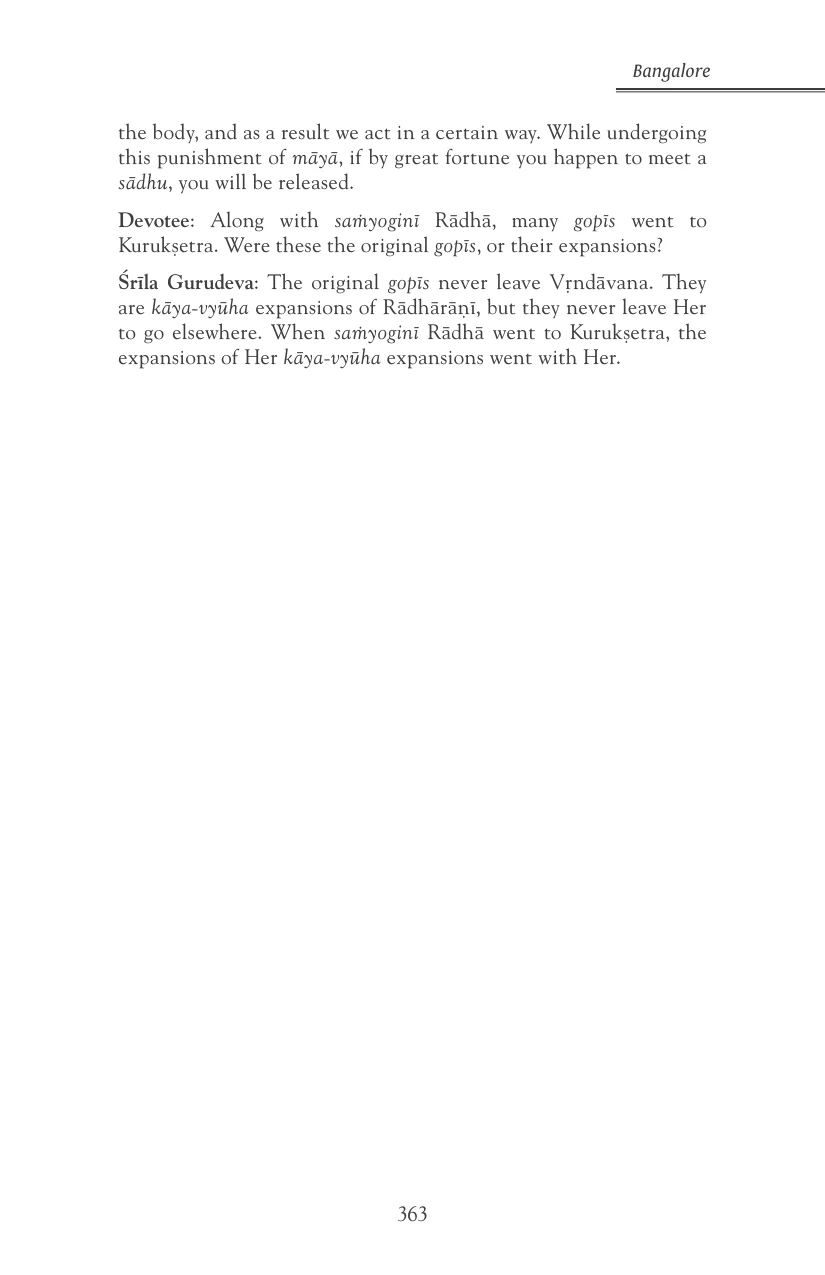 Bangalore
the body, and as a result we act in a certain way. While undergoing
this punishment of māyā, if by great fortune you happen to meet a
sādhu, you will be released.
Devotee: Along with saṁyoginī Rādhā, many gopīs went to
Kurukṣetra. Were these the original gopīs, or their expansions?
Śrīla Gurudeva: The original gopīs never leave Vṛndāvana. They
are kāya-vyūha expansions of Rādhārāṇī, but they never leave Her
to go elsewhere. When saṁyoginī Rādhā went to Kurukṣetra, the
expansions of Her kāya-vyūha expansions went with Her.
363